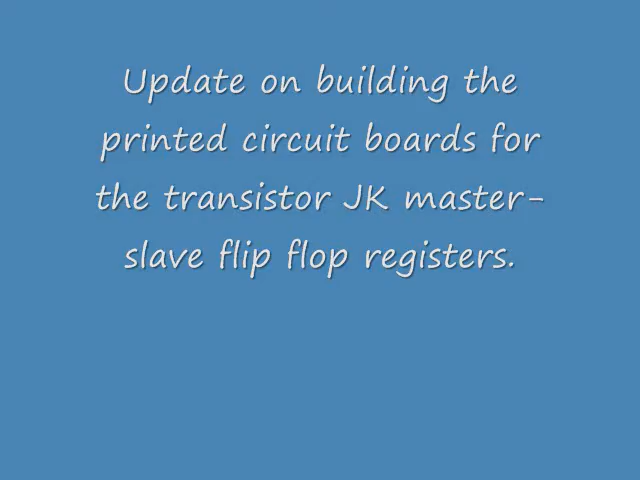 Update on building the
printed circuit boards for
the transistor JK master-
slave flip flop registers.